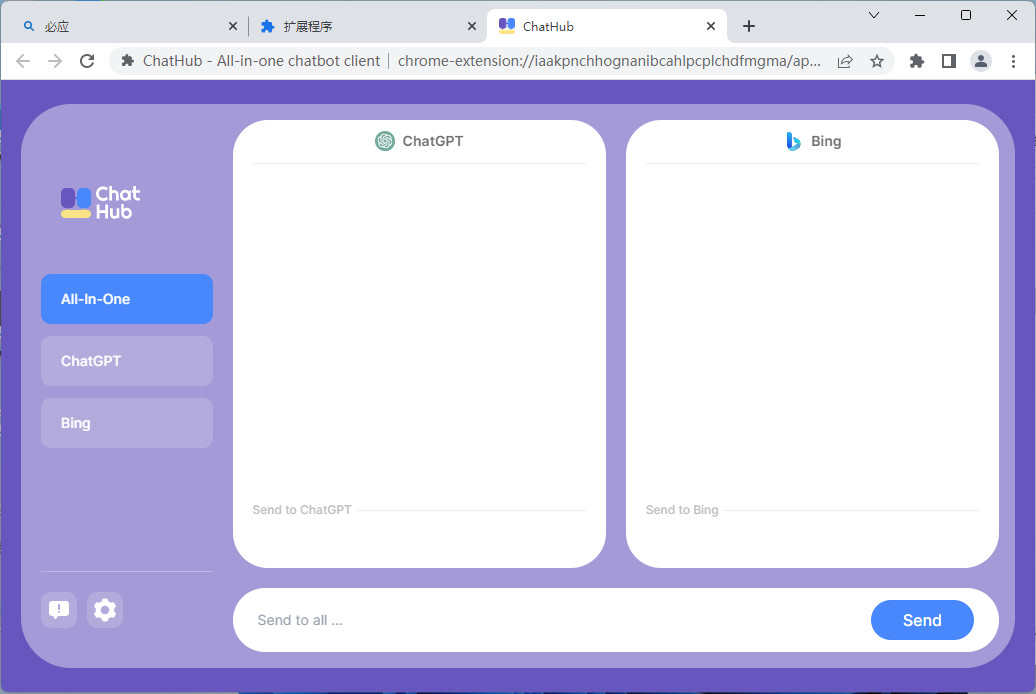 必应
扩展程序
ChatHub
ChatHub - All-in-one chatbot client
chrome-extension://iaakpnchhognanibcahlpcplchdfmgma/ap...
Chat
Hub
All-In-One
ChatGPT
Bing
ChatGPT
Send to ChatGPT
Bing
Send to Bing
Send to all ...
Send